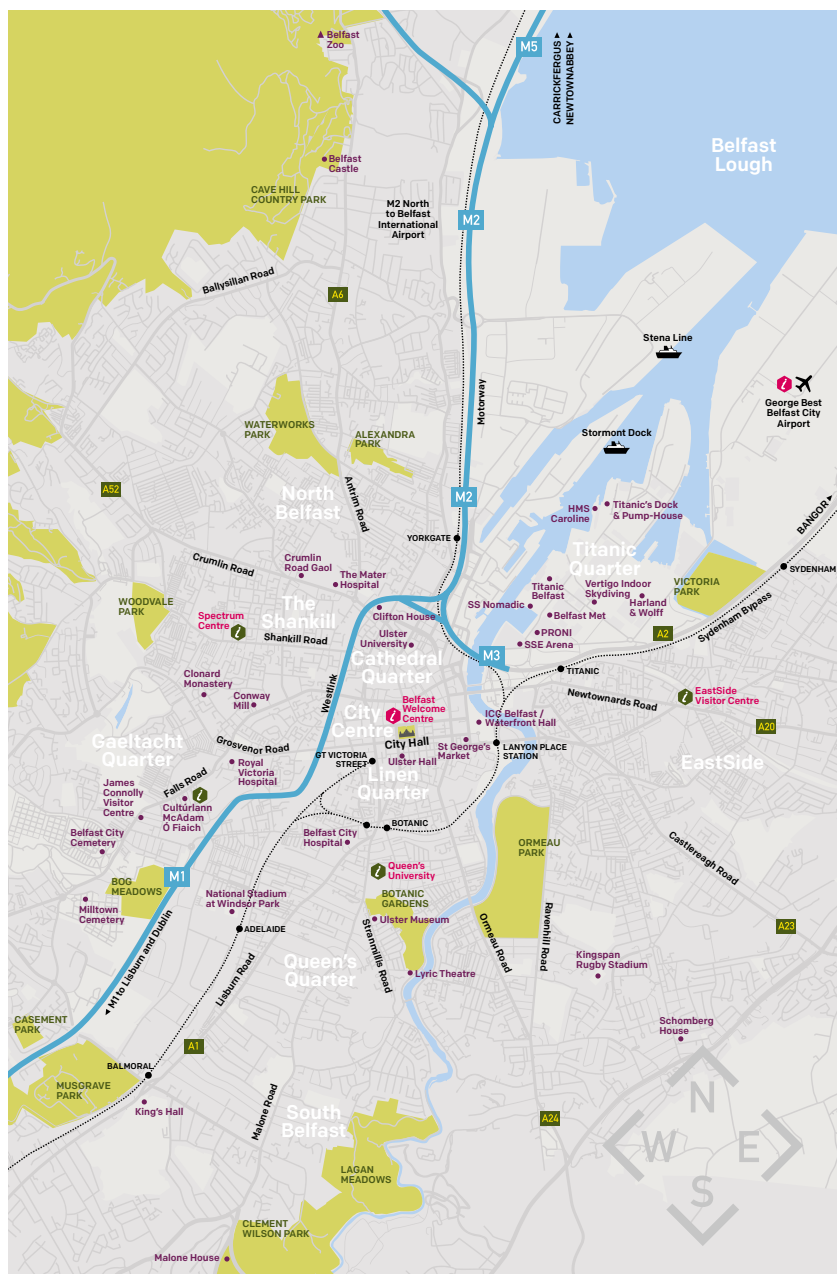 Belfast
Zoo
M5
CARRICKFERGUS
NEWTOWNABBEY
Belfast
Lough
Belfast
Castle
CAVE HILL
COUNTRY PARK
M2 North
to Belfast
International
Airport
M2
Ballysillan Road
A6
Stena Line
George Best
Belfast City
Airport
Motorway
WATERWORKS
PARK
ALEXANDRA
PARK
Stormont Dock
A52
North
Belfast
Antrim Road
M2
HMS
Caroline
Titanic's Dock
& Pump-House
BANGOR
YORKGATE
Titanic
Quarter
SYDENHAM
Crumlin Road
Crumlin
Road Gaol
The Mater
Hospital
Titanic
Belfast
Vertigo Indoor
Skydiving
VICTORIA
PARK
WOODVALE
PARK
The
Shankill
SS Nomadic
Harland
& Wolff
Belfast Met
Spectrum
Centre
Clifton House
Shankill Road
Ulster
University
PRONI
SSE Arena
A2
Sydenham Bypass
Cathedral
Quarter
M3
TITANIC
Clonard
Monastery
Conway
Mill
Westlink
Belfast
Welcome
Centre
Newtownards Road
EastSide
Visitor Centre
City
Centre
ICC Belfast /
Waterfront Hall
A20
Gaeltacht
Quarter
Grosvenor Road
City Hall
St George's
Market
LANYON PLACE
STATION
GT VICTORIA
STREET
Ulster Hall
Royal
Victoria
Hospital
Linen
Quarter
EastSide
James
Connolly
Visitor
Centre
Falls Road
Cultúrlann
McAdam
Ó Fiaich
Belfast City
Cemetery
Belfast City
Hospital
BOTANIC
ORMEAU
PARK
Castlereagh Road
M1
BOG
MEADOWS
Queen's
University
BOTANIC
GARDENS
Milltown
Cemetery
National Stadium
at Windsor Park
Ulster Museum
A23
ADELAIDE
Stranmillis Road
Ormeau Road
Ravenhill Road
M1 to Lisburn and Dublin
Lisburn Road
Queen's
Quarter
Lyric Theatre
Kingspan
Rugby Stadium
CASEMENT
PARK
A1
Schomberg
House
BALMORAL
MUSGRAVE
PARK
King's Hall
Malone Road
South
Belfast
A24
N
W
E
S
LAGAN
MEADOWS
CLEMENT
WILSON PARK
Malone House